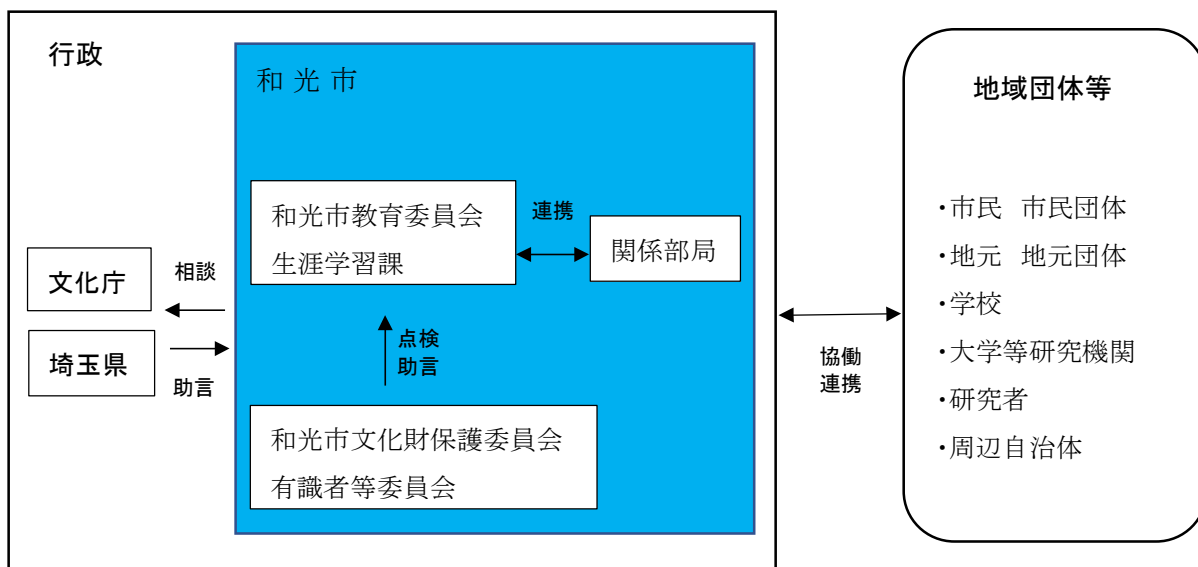 行政
和 光 市
和光市教育委員会
生涯学習課
連携
関係部局
文化庁
相談
埼玉県
助言
点検
助言
和光市文化財保護委員会
有識者等委員会
協働
連携
地域団体等
・市民 市民団体
・地元 地元団体
・学校
・大学等研究機関
・研究者
・周辺自治体